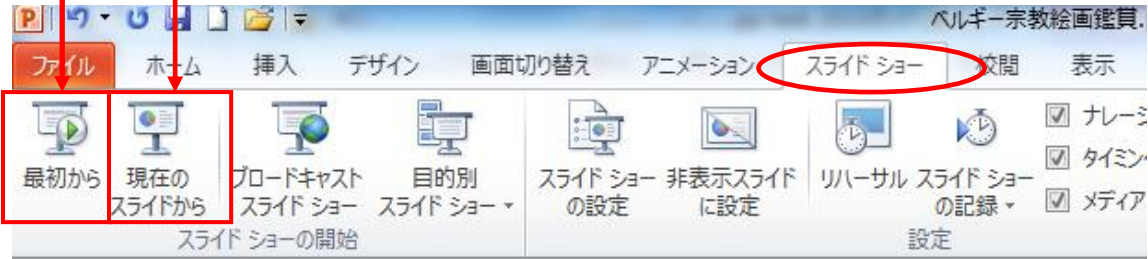 ベルギー宗教絵画鑑賞.
ファイル ホーム 挿入 デザイン 画面切り替え アニメーション スライド ショー 校閲 表示
最初から
現在の
スライドから
ブロードキャスト
スライド ショー
目的別
スライド ショー
スライド ショー
の設定
非表示スライド
に設定
リハーサル
スライド ショー
の記録
ナレーシ
タイミン
メディア
スライド ショーの開始
設定